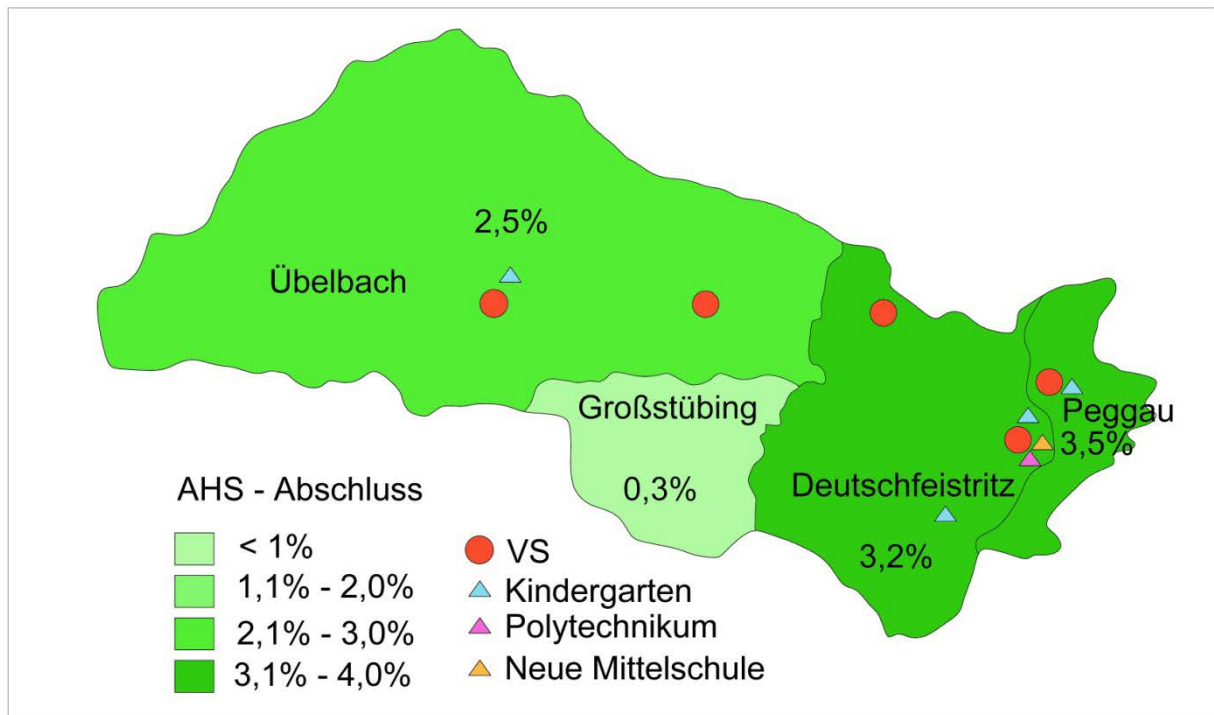 2,5%
Übelbach
Großstübing
Peggau
3,5%
0,3%
Deutschfeistritz
3,2%
AHS - Abschluss
< 1%
1,1% - 2,0%
2,1% - 3,0%
3,1% - 4,0%
VS
Kindergarten
Polytechnikum
Neue Mittelschule